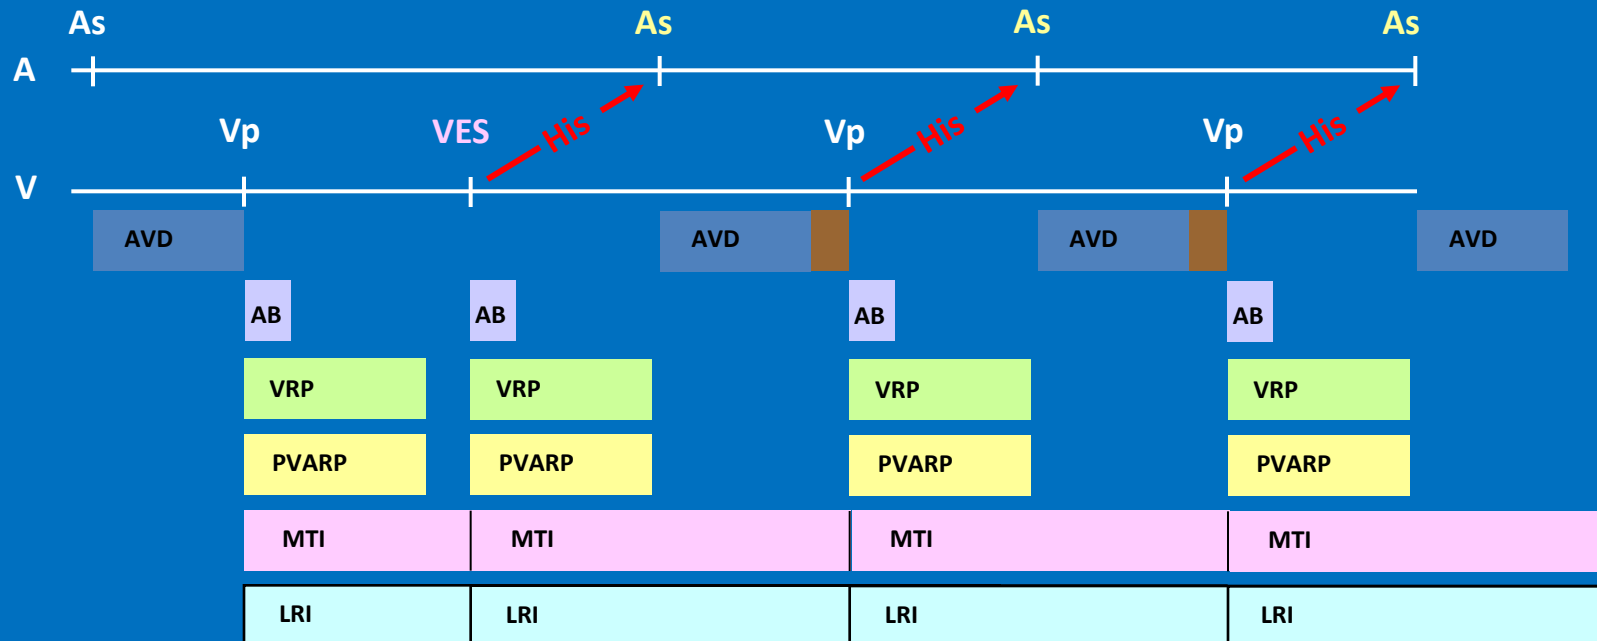 As As As As
A
Vp VES His Vp His Vp His
V
AVD AVD AVD AVD
AB AB AB AB
VRP VRP VRP VRP
PVARP PVARP PVARP PVARP
MTI MTI MTI MTI
LRI LRI LRI LRI